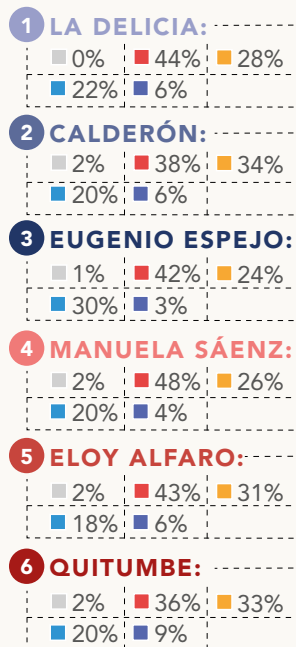 1 LA DELICIA:
0% 44% 28%
22% 6%
2 CALDERÓN:
2% 38% 34%
20% 6%
3 EUGENIO ESPEJO:
1% 42% 24%
30% 3%
4 MANUELA SÁENZ:
2% 48% 26%
20% 4%
5 ELOY ALFARO:
2% 43% 31%
18% 6%
6 QUITUMBE:
2% 36% 33%
20% 9%